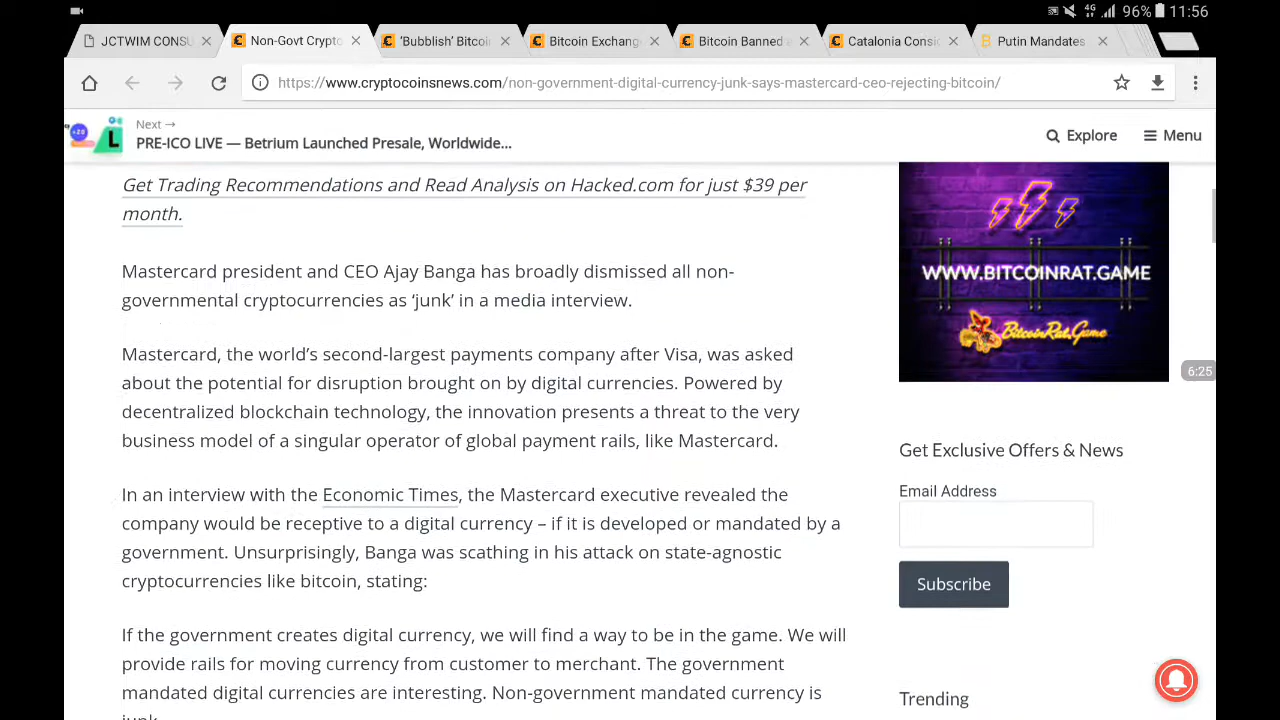 4G 96% 11:56
JCTWIM CONSU
Non-Govt Crypto
'Bubblish' Bitcoi
Bitcoin Exchang
Bitcoin Banned a
Catalonia Consid
Putin Mandates
https://www.cryptocoinsnews.com/non-government-digital-currency-junk-says-mastercard-ceo-rejecting-bitcoin/
+20
L
Next →
PRE-ICO LIVE — Betrium Launched Presale, Worldwide...
Explore
Menu
Get Trading Recommendations and Read Analysis on Hacked.com for just $39 per
month.
Mastercard president and CEO Ajay Banga has broadly dismissed all non-
governmental cryptocurrencies as ‘junk’ in a media interview.
Mastercard, the world’s second-largest payments company after Visa, was asked
about the potential for disruption brought on by digital currencies. Powered by
decentralized blockchain technology, the innovation presents a threat to the very
business model of a singular operator of global payment rails, like Mastercard.
In an interview with the Economic Times, the Mastercard executive revealed the
company would be receptive to a digital currency – if it is developed or mandated by a
government. Unsurprisingly, Banga was scathing in his attack on state-agnostic
cryptocurrencies like bitcoin, stating:
If the government creates digital currency, we will find a way to be in the game. We will
provide rails for moving currency from customer to merchant. The government
mandated digital currencies are interesting. Non-government mandated currency is
junk
WWW.BITCOINRAT.GAME
BitcoinRat.Game
6:25
Get Exclusive Offers & News
Email Address
Subscribe
Trending